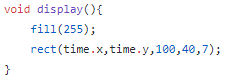 void display(){
    fill(255);
    rect(time.x,time.y,100,40,7);
}